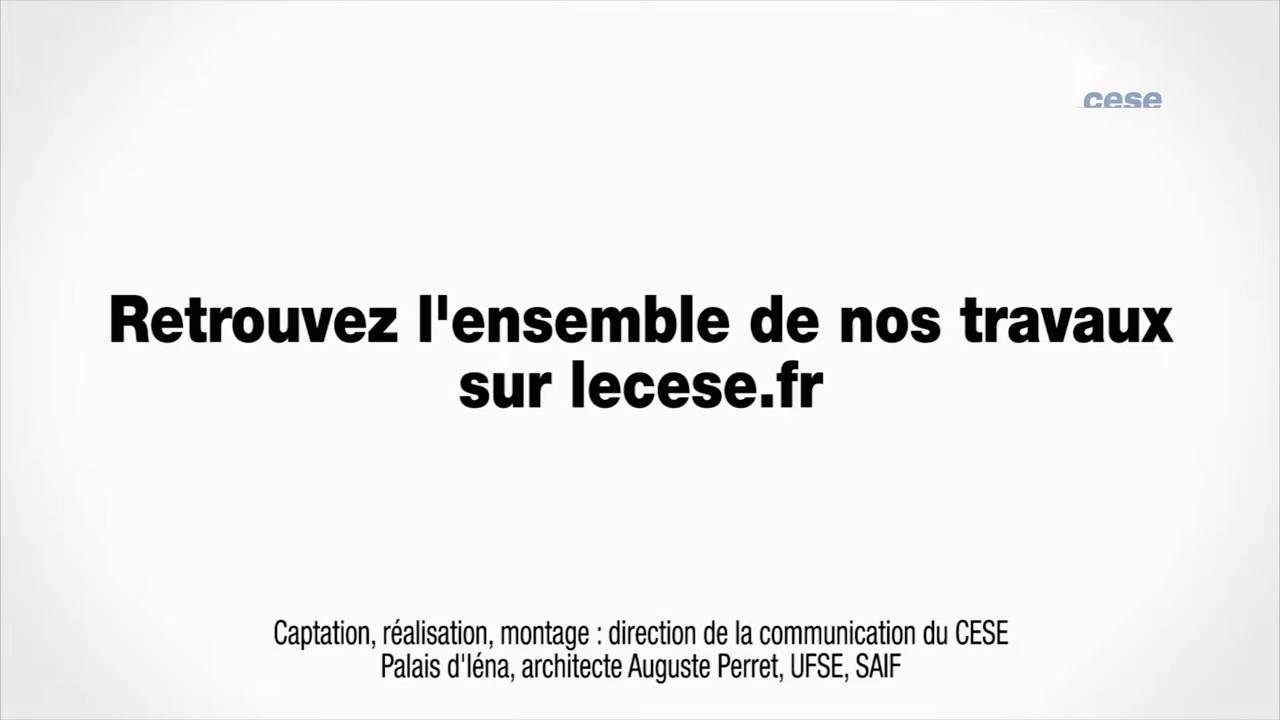 cese
Retrouvez l'ensemble de nos travaux
sur lecese.fr
Captation, réalisation, montage : direction de la communication du CESE
Palais d'Iéna, architecte Auguste Perret, UFSE, SAIF